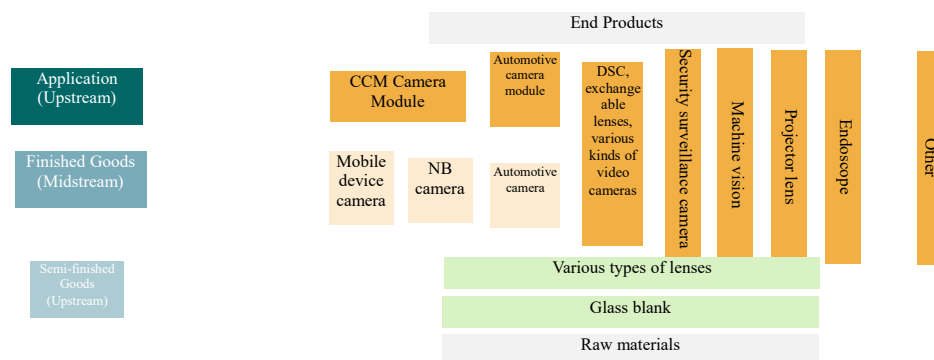 End Products
Application
(Upstream)
CCM Camera
Module
Automotive
camera
module
DSC,
exchange
able
lenses,
various
kinds of
video
cameras
Security surveillance camera
Machine vision
Projector lens
Endoscope
Other
Finished Goods
(Midstream)
Mobile
device
camera
NB
camera
Automotive
camera
Semi-finished
Goods
(Upstream)
Various types of lenses
Glass blank
Raw materials